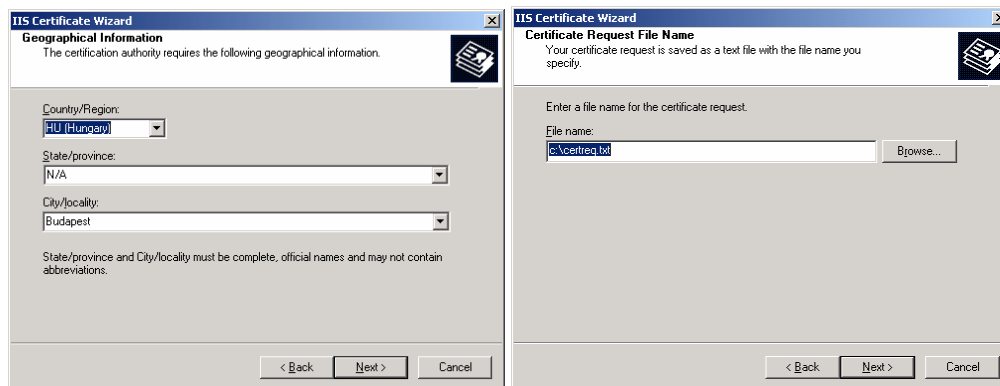 IIS Certificate Wizard
Geographical Information
The certification authority requires the following geographical information.
Country/Region:
HU (Hungary)
State/province:
N/A
City/locality:
Budapest
State/province and City/locality must be complete, official names and may not contain
abbreviations.
< Back
Next >
Cancel
IIS Certificate Wizard
Certificate Request File Name
Your certificate request is saved as a text file with the file name you
specify.
Enter a file name for the certificate request.
File name:
c:\certreq.txt
Browse...
< Back
Next >
Cancel